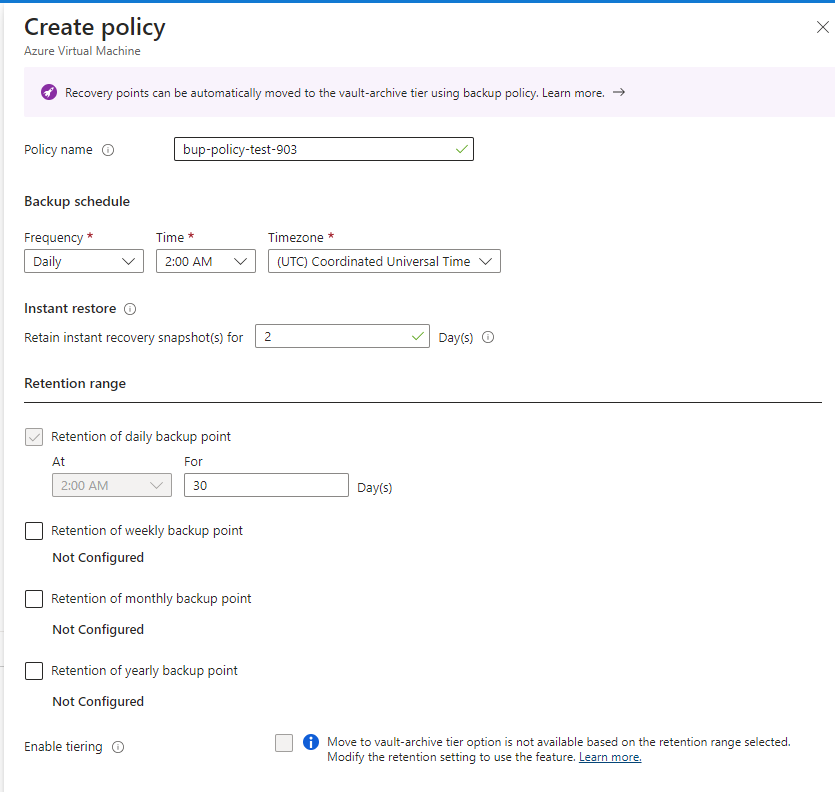 Create policy
Azure Virtual Machine
Recovery points can be automatically moved to the vault-archive tier using backup policy. Learn more. →
Policy name
bup-policy-test-903
Backup schedule
Frequency * Time * Timezone *
Daily 2:00 AM (UTC) Coordinated Universal Time
Instant restore
Retain instant recovery snapshot(s) for 2 Day(s)
Retention range
Retention of daily backup point
At For
2:00 AM 30 Day(s)
Retention of weekly backup point
Not Configured
Retention of monthly backup point
Not Configured
Retention of yearly backup point
Not Configured
Enable tiering
Move to vault-archive tier option is not available based on the retention range selected.
Modify the retention setting to use the feature. Learn more.